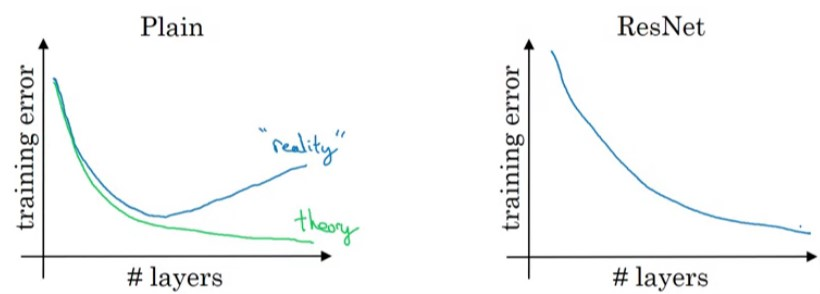 Plain
training error
"reality"
theory
# layers
ResNet
training error
# layers